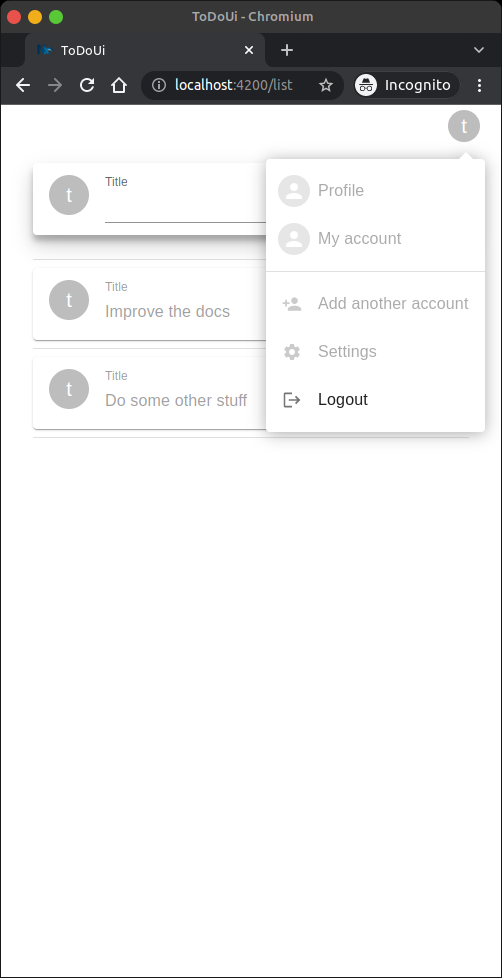 ToDoUi - Chromium
ToDoUi
localhost:4200/list
Incognito
t
t
Title
t
Title
Improve the docs
t
Title
Do some other stuff
Profile
My account
Add another account
Settings
Logout